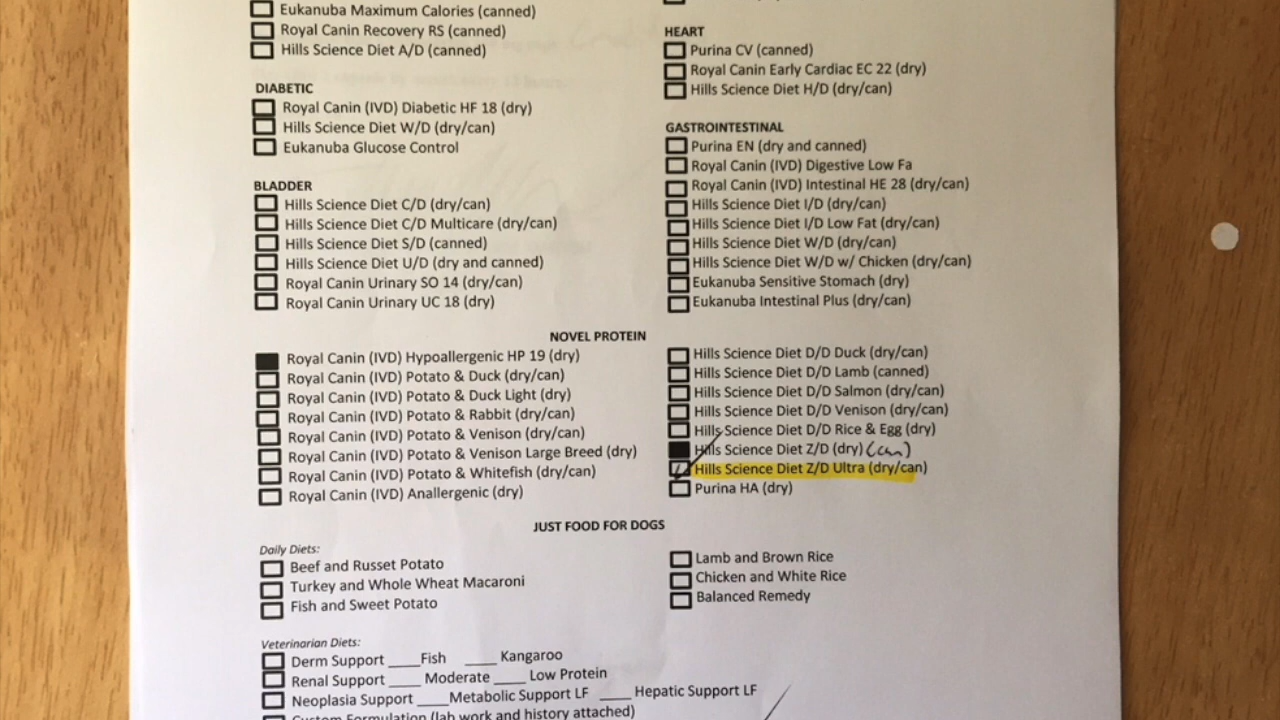 Eukanuba Maximum Calories (canned)
Royal Canin Recovery RS (canned)
Hills Science Diet A/D (canned)
DIABETIC
Royal Canin (IVD) Diabetic HF 18 (dry)
Hills Science Diet W/D (dry/can)
Eukanuba Glucose Control
BLADDER
Hills Science Diet C/D (dry/can)
Hills Science Diet C/D Multicare (dry/can)
Hills Science Diet S/D (canned)
Hills Science Diet U/D (dry and canned)
Royal Canin Urinary SO 14 (dry/can)
Royal Canin Urinary UC 18 (dry)
HEART
Purina CV (canned)
Royal Canin Early Cardiac EC 22 (dry)
Hills Science Diet H/D (dry/can)
GASTROINTESTINAL
Purina EN (dry and canned)
Royal Canin (IVD) Digestive Low Fa
Royal Canin (IVD) Intestinal HE 28 (dry/can)
Hills Science Diet I/D (dry/can)
Hills Science Diet I/D Low Fat (dry/can)
Hills Science Diet W/D (dry/can)
Hills Science Diet W/D w/ Chicken (dry/can)
Eukanuba Sensitive Stomach (dry)
Eukanuba Intestinal Plus (dry/can)
NOVEL PROTEIN
Royal Canin (IVD) Hypoallergenic HP 19 (dry)
Royal Canin (IVD) Potato & Duck (dry/can)
Royal Canin (IVD) Potato & Duck Light (dry)
Royal Canin (IVD) Potato & Rabbit (dry/can)
Royal Canin (IVD) Potato & Venison (dry/can)
Royal Canin (IVD) Potato & Venison Large Breed (dry)
Royal Canin (IVD) Potato & Whitefish (dry/can)
Royal Canin (IVD) Anallergenic (dry)
Hills Science Diet D/D Duck (dry/can)
Hills Science Diet D/D Lamb (canned)
Hills Science Diet D/D Salmon (dry/can)
Hills Science Diet D/D Venison (dry/can)
Hills Science Diet D/D Rice & Egg (dry)
Hills Science Diet Z/D (dry) (can)
Hills Science Diet Z/D Ultra (dry/can)
Purina HA (dry)
JUST FOOD FOR DOGS
Daily Diets:
Beef and Russet Potato
Turkey and Whole Wheat Macaroni
Fish and Sweet Potato
Lamb and Brown Rice
Chicken and White Rice
Balanced Remedy
Veterinarian Diets:
Derm Support ____Fish ____ Kangaroo
Renal Support ____ Moderate ____ Low Protein
Neoplasia Support ____Metabolic Support LF ____ Hepatic Support LF
Custom Formulation (lab work and history attached)